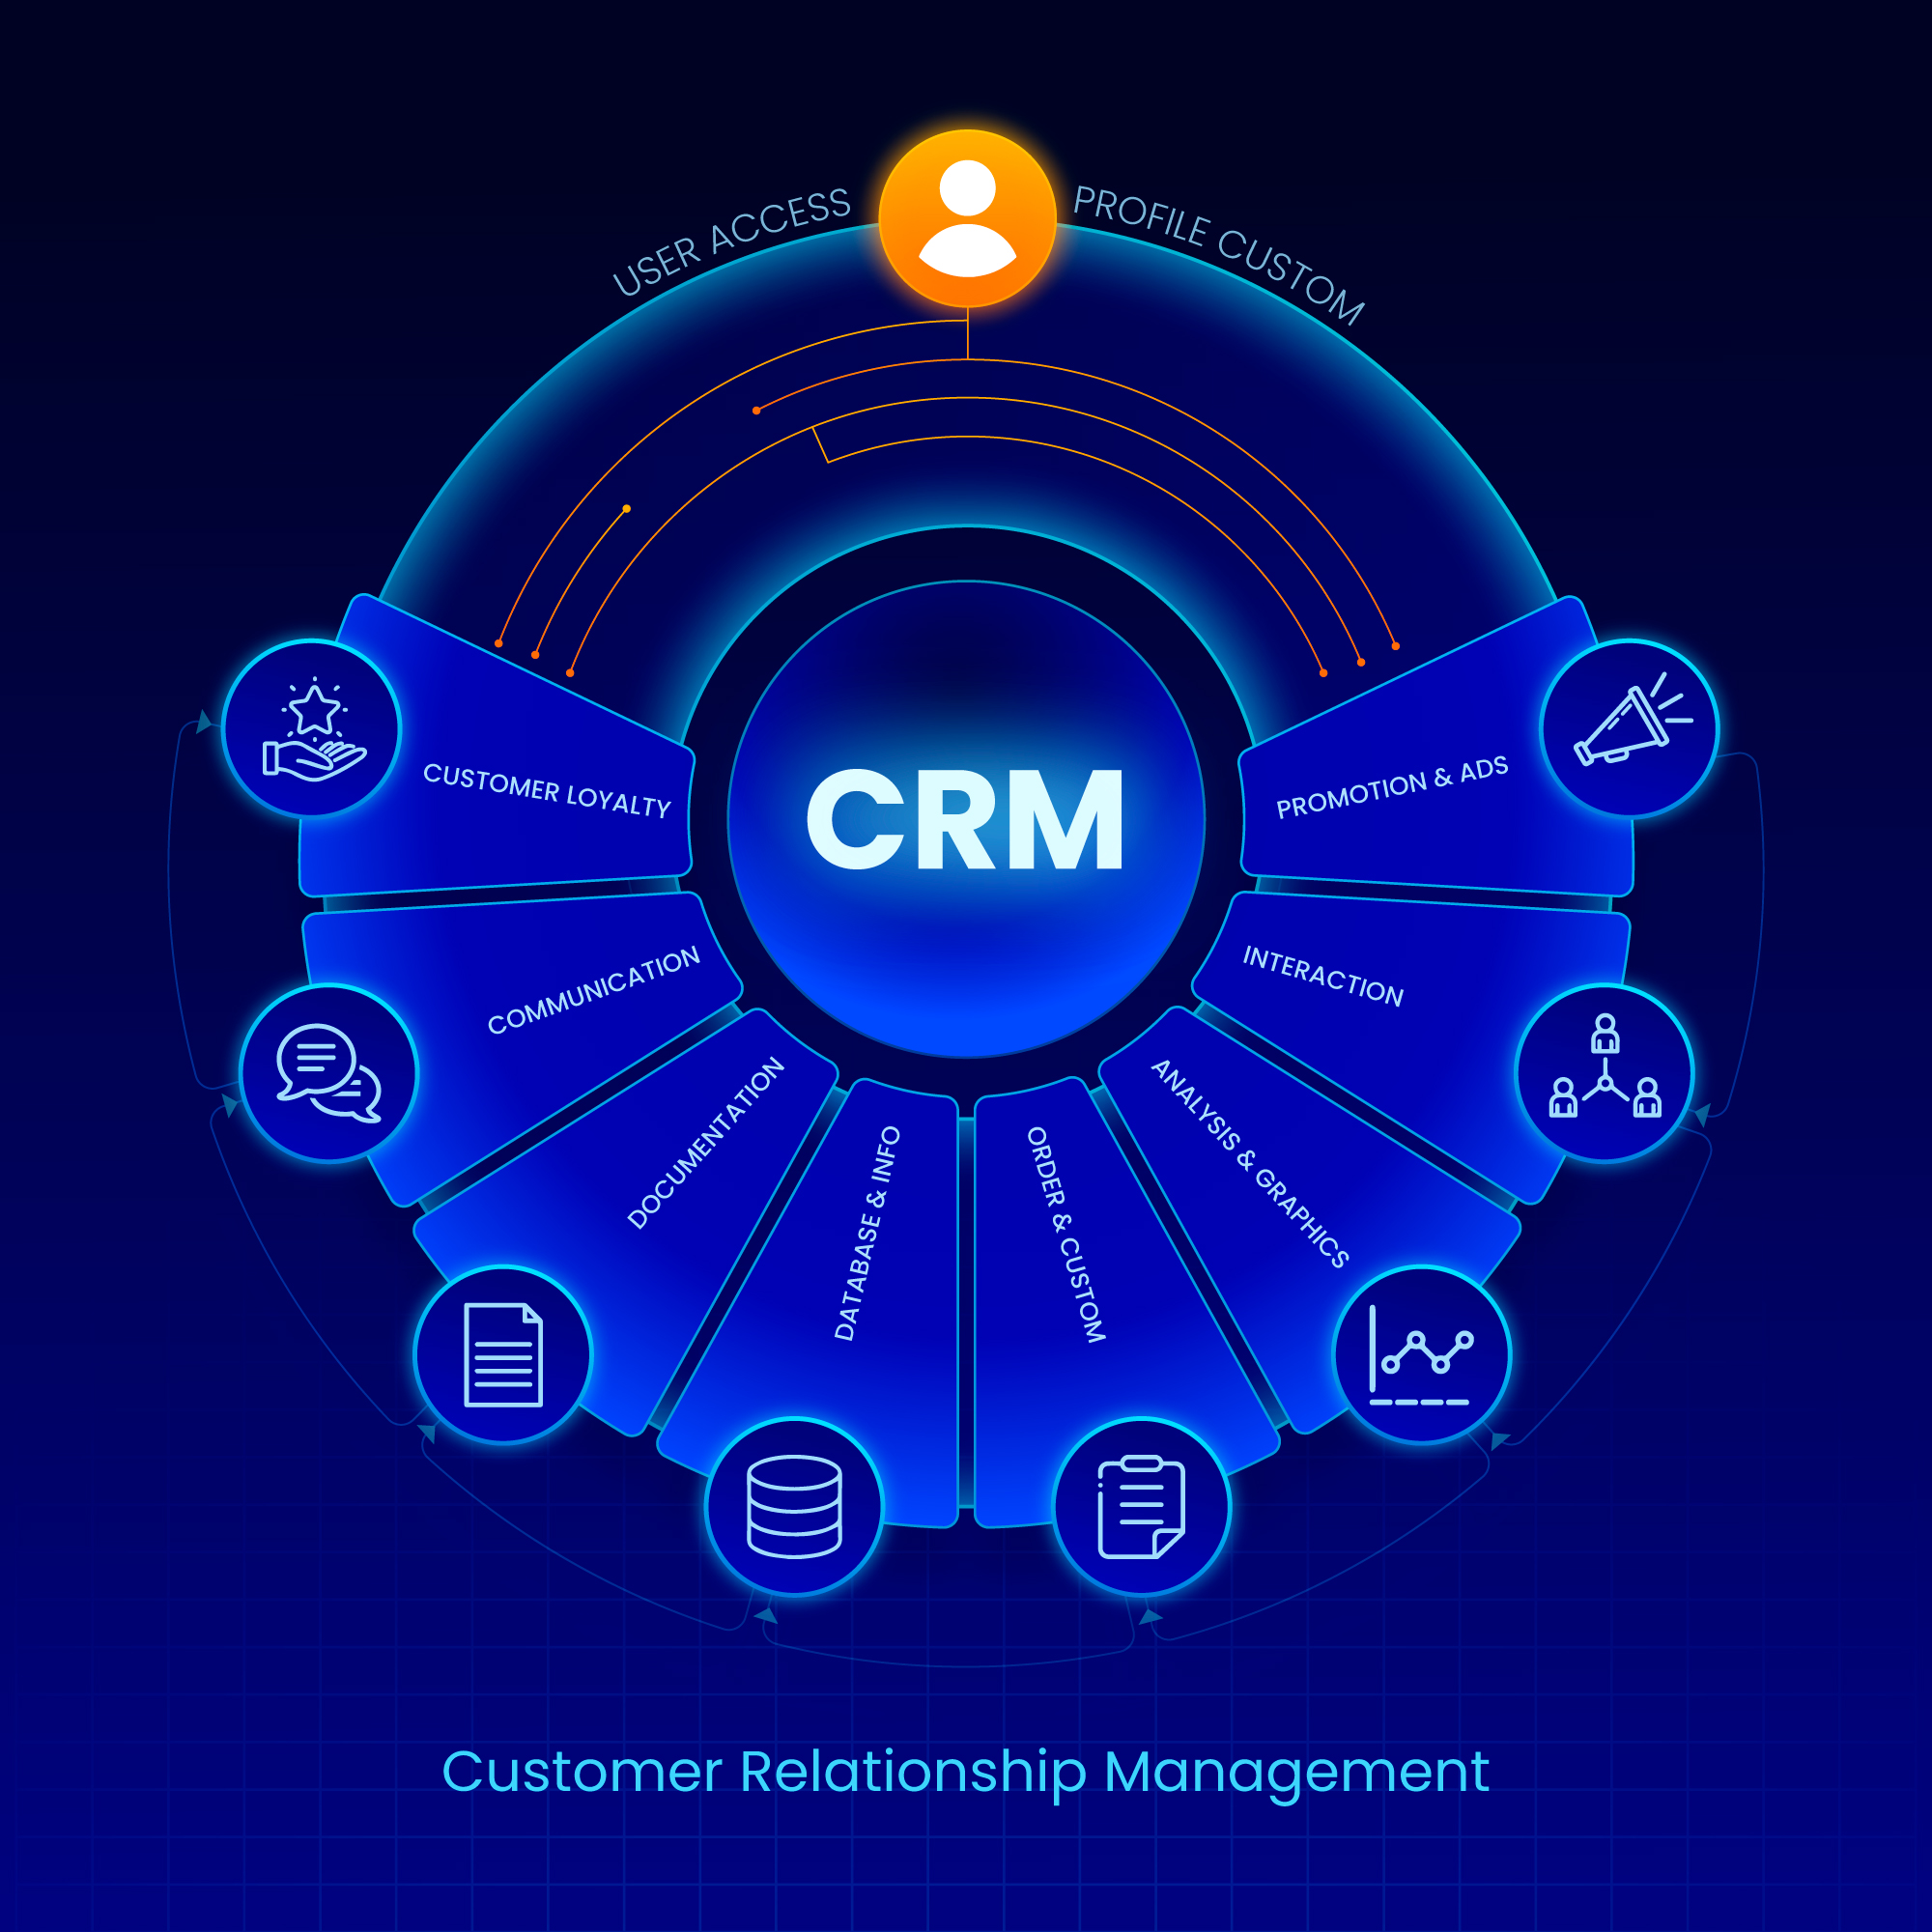 USER ACCESS
PROFILE CUSTOM
CRM
CUSTOMER LOYALTY
PROMOTION & ADS
COMMUNICATION
INTERACTION
DOCUMENTATION
ANALYSIS & GRAPHICS
DATABASE & INFO
ORDER & CUSTOM
Customer Relationship Management